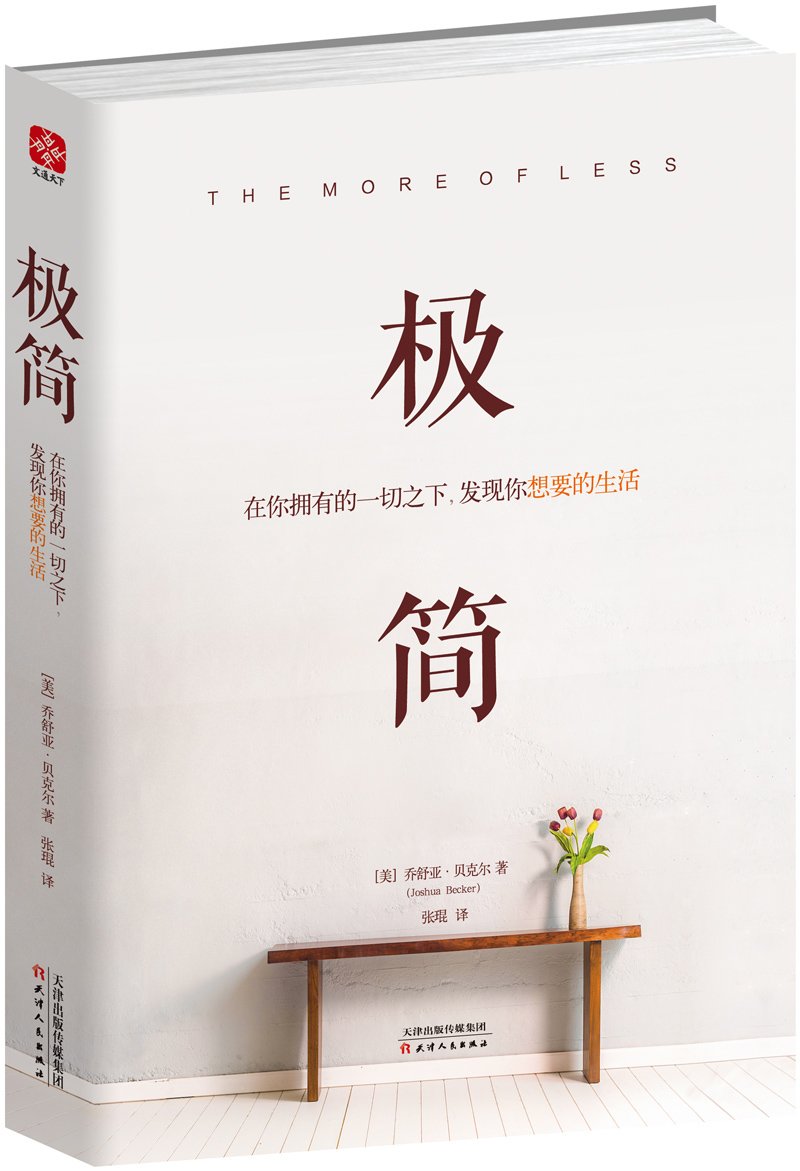 THE MORE OF LESS
极
在你拥有的一切之下,发现你想要的生活
简
[美] 乔舒亚·贝克尔 著
(Joshua Becker)
张琨 译
天津出版传媒集团
天津人民出版社
文通天下
极简
在你拥有的一切之下,
发现你想要的生活
[美] 乔舒亚·贝克尔 著 张琨 译
天津出版传媒集团
天津人民出版社